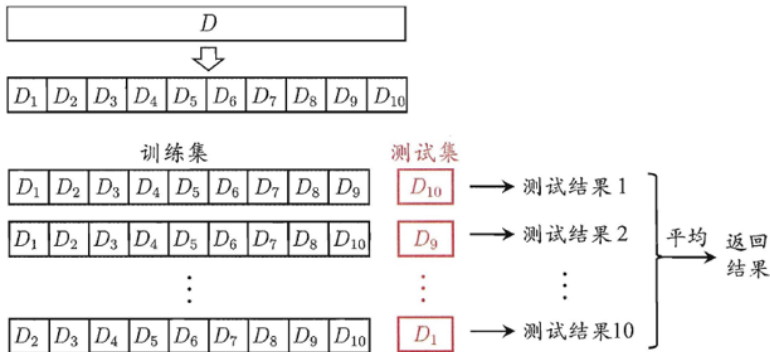 D
D₁ D₂ D₃ D₄ D₅ D₆ D₇ D₈ D₉ D₁₀
训练集 测试集
D₁ D₂ D₃ D₄ D₅ D₆ D₇ D₈ D₉ D₁₀ 测试结果1
D₁ D₂ D₃ D₄ D₅ D₆ D₇ D₈ D₁₀ D₉ 测试结果2
平均 返回
结果
D₂ D₃ D₄ D₅ D₆ D₇ D₈ D₉ D₁₀ D₁ 测试结果10